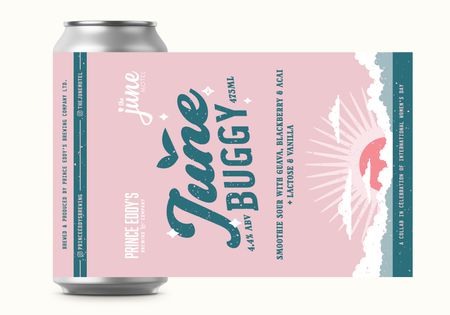 BREWED & PRODUCED BY PRINCE EDDY'S BREWING COMPANY LTD.
@PRINCEEDDYSBREWING
@THEJUNEMOTEL
the
June
MOTEL
PRINCE EDDY'S
BREWING COMPANY
June
BUGGY
4.4% ABV
473ML
SMOOTHIE SOUR WITH GUAVA, BLACKBERRY & ACAI
+ LACTOSE & VANILLA
A COLLAB IN CELEBRATION OF INTERNATIONAL WOMEN'S DAY